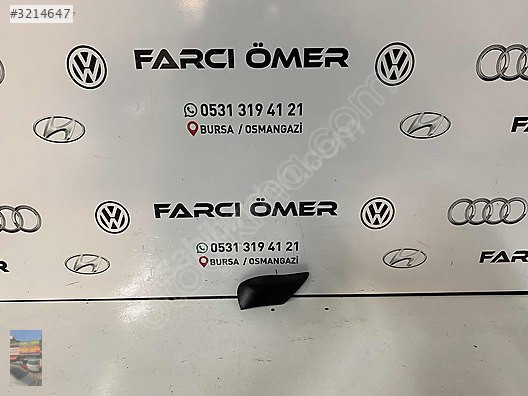 #3214647
FARCI ÖMER
0531 319 41 21
BURSA / OSMANGAZİ
FARCI ÖMER
0531 319 41 21
BURSA / OSMANGAZİ
FAR
FAR